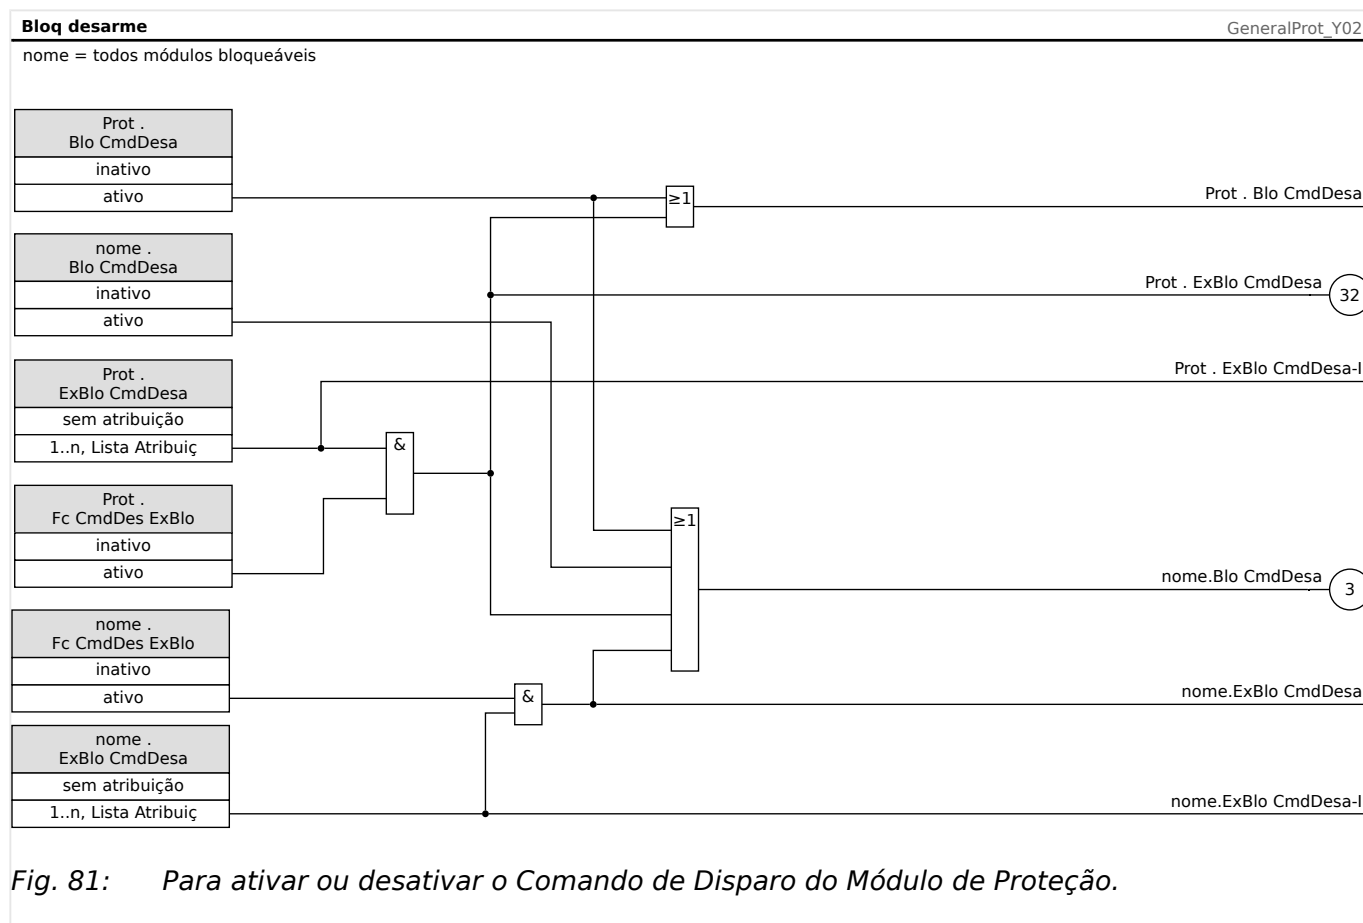 Bloq desarme
GeneralProt_Y02
nome = todos módulos bloqueáveis
Prot .
Blo CmdDesa
inativo
ativo
≥1
Prot . Blo CmdDesa
nome .
Blo CmdDesa
inativo
ativo
Prot . ExBlo CmdDesa
32
Prot .
ExBlo CmdDesa
sem atribuição
1..n, Lista Atribuiç
Prot . ExBlo CmdDesa-I
&
Prot .
Fc CmdDes ExBlo
inativo
ativo
≥1
nome.Blo CmdDesa
3
nome .
Fc CmdDes ExBlo
inativo
ativo
&
nome.ExBlo CmdDesa
nome .
ExBlo CmdDesa
sem atribuição
1..n, Lista Atribuiç
nome.ExBlo CmdDesa-I
Fig. 81: Para ativar ou desativar o Comando de Disparo do Módulo de Proteção.